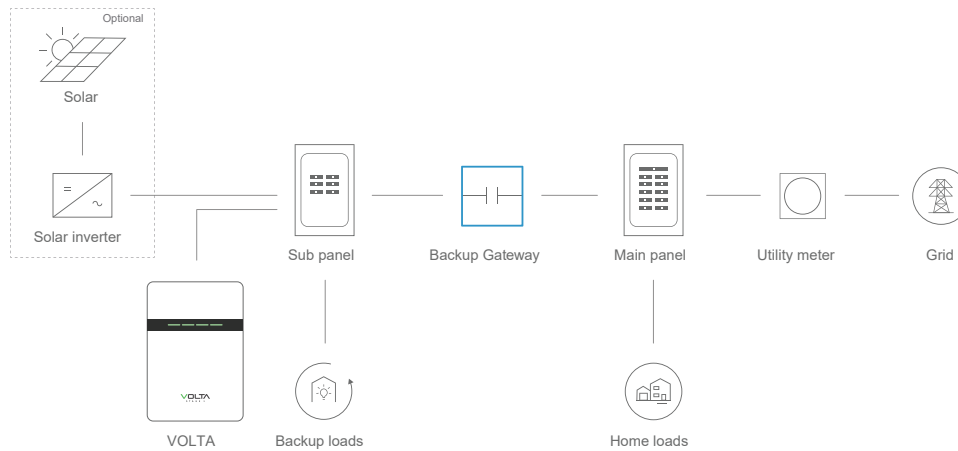 Optional
Solar
Solar inverter
Sub panel
Backup Gateway
Main panel
Utility meter
Grid
VOLTA
VOLTA
Backup loads
Home loads